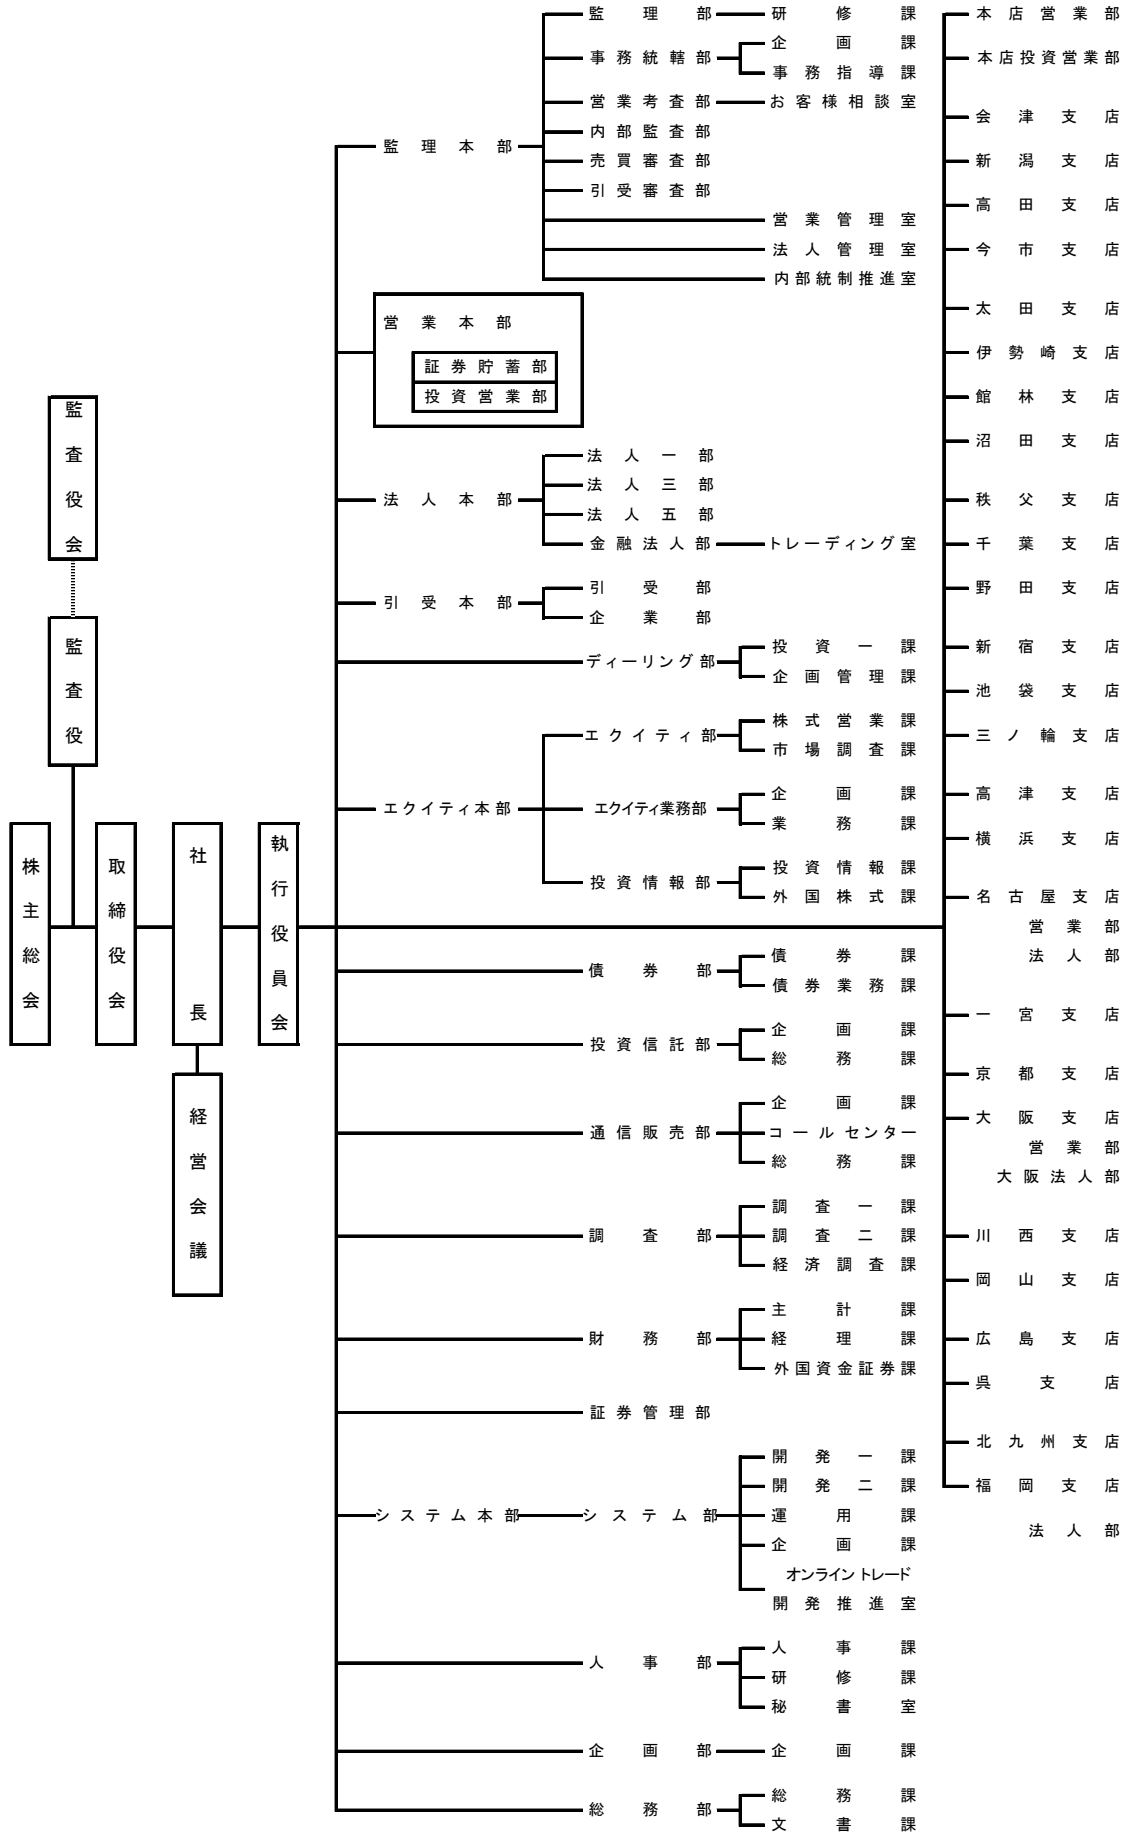 株主総会
監査役会
監査役
取締役会
社長
経営会議
執行役員会
監理本部
監理部
研修課
事務統轄部
企画課
事務指導課
営業考査部
お客様相談室
内部監査部
売買審査部
引受審査部
営業管理室
法人管理室
内部統制推進室
営業本部
証券貯蓄部
投資営業部
法人本部
法人一部
法人三部
法人五部
金融法人部
トレーディング室
引受本部
引受部
企業部
ディーリング部
投資一課
企画管理課
エクイティ本部
エクイティ部
株式営業課
市場調査課
エクイティ業務部
企画課
業務課
投資情報部
投資情報課
外国株式課
債券部
債券課
債券業務課
投資信託部
企画課
総務課
通信販売部
企画課
コールセンター
総務課
調査部
調査一課
調査二課
経済調査課
財務部
主計課
経理課
外国資金証券課
証券管理部
システム本部
システム部
開発一課
開発二課
運用課
企画課
オンライントレード
開発推進室
人事部
人事課
研修課
秘書室
企画部
企画課
総務部
総務課
文書課
本店営業部
本店投資営業部
会津支店
新潟支店
高田支店
今市支店
太田支店
伊勢崎支店
館林支店
沼田支店
秩父支店
千葉支店
野田支店
新宿支店
池袋支店
三ノ輪支店
高津支店
横浜支店
名古屋支店
営業部
法人部
一宮支店
京都支店
大阪支店
営業部
大阪法人部
川西支店
岡山支店
広島支店
呉支店
北九州支店
福岡支店
法人部